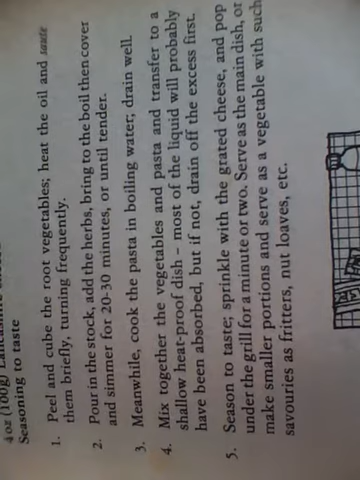 4 oz (100g) Lancashire
Seasoning to taste
1. Peel and cube the root vegetables; heat the oil and saute
them briefly, turning frequently.
2. Pour in the stock, add the herbs, bring to the boil then cover
and simmer for 20-30 minutes, or until tender.
3. Meanwhile, cook the pasta in boiling water; drain well.
4. Mix together the vegetables and pasta and transfer to a
shallow heat-proof dish – most of the liquid will probably
have been absorbed, but if not, drain off the excess first.
5. Season to taste; sprinkle with the grated cheese, and pop
under the grill for a minute or two. Serve as the main dish, or
make smaller portions and serve as a vegetable with such
savouries as fritters, nut loaves, etc.